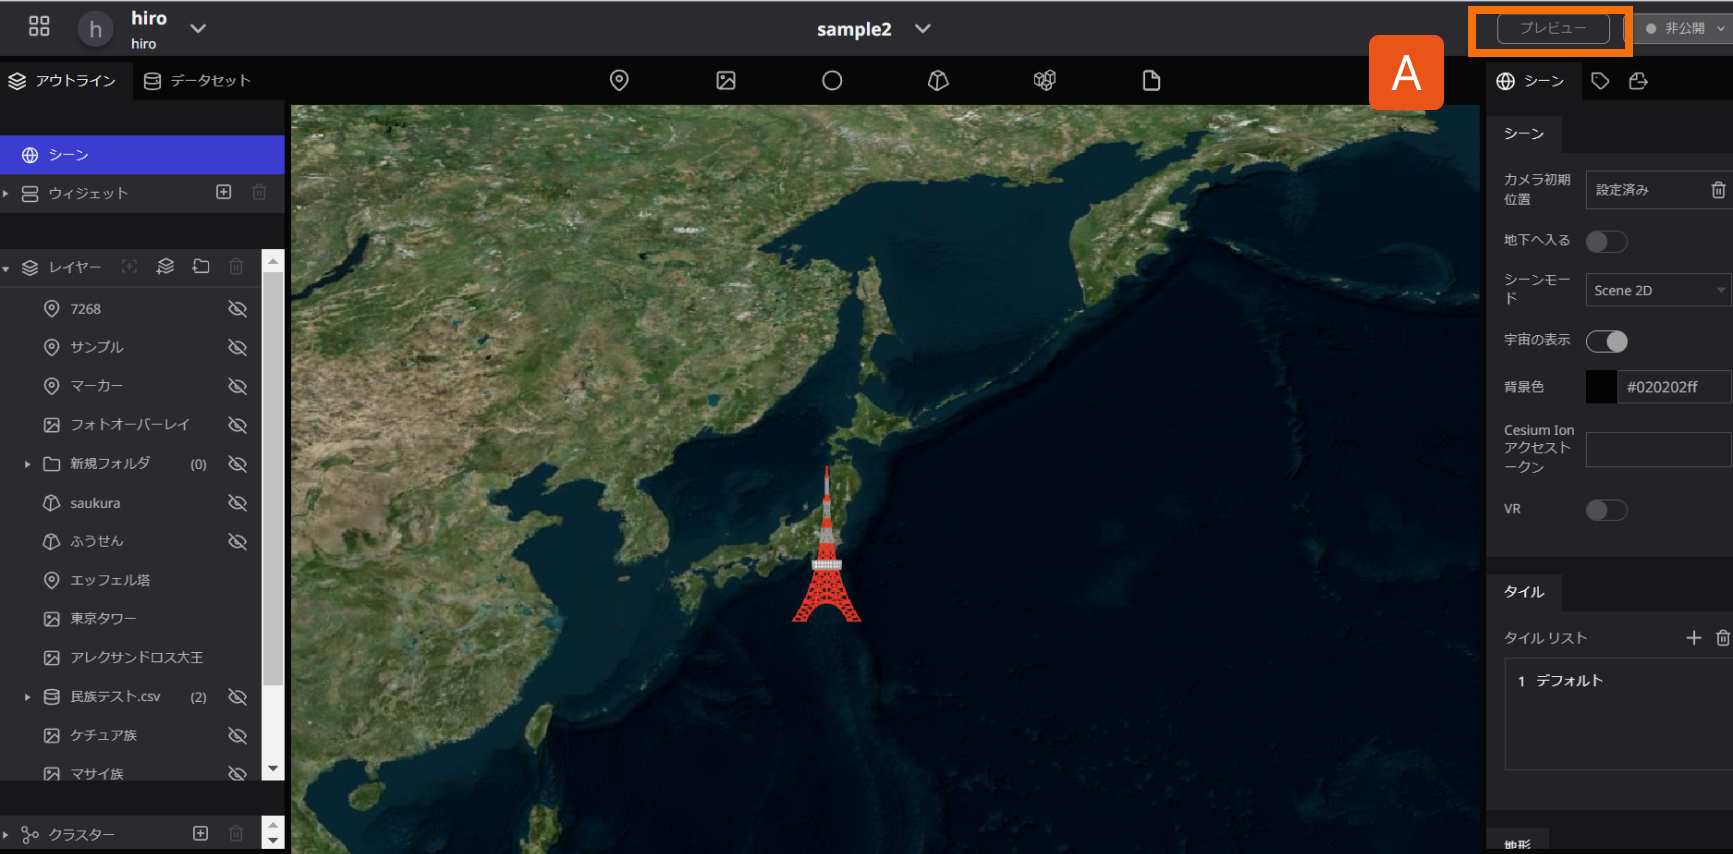 h
hiro
hiro
sample2
プレビュー
非公開
A
アウトライン
データセット
シーン
ウィジェット
レイヤー
7268
サンプル
マーカー
フォトオーバーレイ
新規フォルダ (0)
saukura
ふうせん
エッフェル塔
東京タワー
アレクサンドロス大王
民族テスト.csv (2)
ケチュア族
マサイ族
クラスター
シーン
シーン
カメラ初期
位置
設定済み
地下へ入る
シーンモー
ド
Scene 2D
宇宙の表示
背景色
#020202ff
Cesium Ion
アクセスト
ークン
VR
タイル
タイル リスト
1 デフォルト
地形